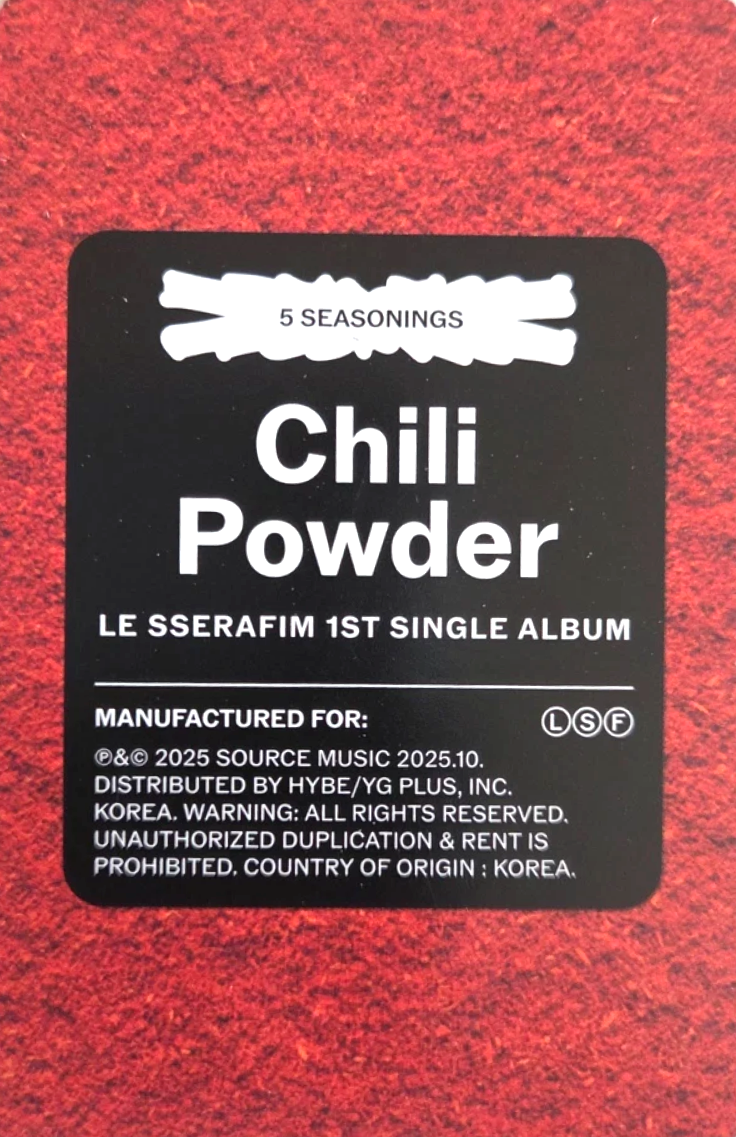 5 SEASONINGS
Chili
Powder
LE SSERAFIM 1ST SINGLE ALBUM
MANUFACTURED FOR: ⓁⓈⒻ
℗&© 2025 SOURCE MUSIC 2025.10.
DISTRIBUTED BY HYBE/YG PLUS, INC.
KOREA. WARNING: ALL RIGHTS RESERVED.
UNAUTHORIZED DUPLICATION & RENT IS
PROHIBITED. COUNTRY OF ORIGIN : KOREA.